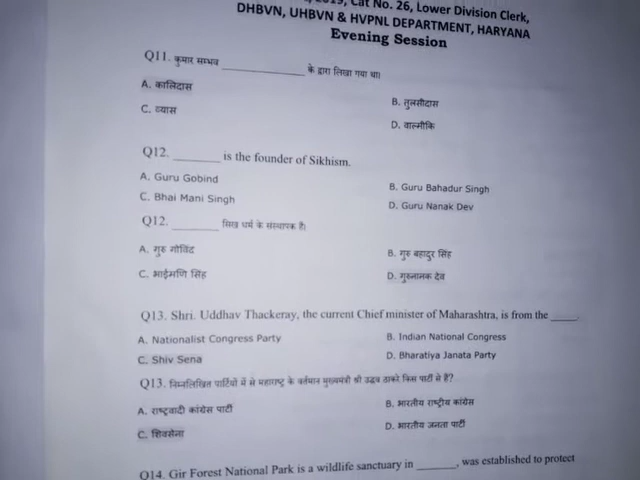 2019, Cat No. 26, Lower Division Clerk,
DHBVN, UHBVN & HVPNL DEPARTMENT, HARYANA
Evening Session
Q11. कुमार सम्भव ____________ के द्वारा लिखा गया था।
A. कालिदास
B. तुलसीदास
C. व्यास
D. वाल्मीकि
Q12. _______ is the founder of Sikhism.
A. Guru Gobind
B. Guru Bahadur Singh
C. Bhai Mani Singh
D. Guru Nanak Dev
Q12. _______ सिख धर्म के संस्थापक है।
A. गुरु गोविंद
B. गुरु बहादुर सिंह
C. भाईमणि सिंह
D. गुरुनानक देव
Q13. Shri. Uddhav Thackeray, the current Chief minister of Maharashtra, is from the ____.
A. Nationalist Congress Party
B. Indian National Congress
C. Shiv Sena
D. Bharatiya Janata Party
Q13. निम्नलिखित पार्टियों में से महाराष्ट्र के वर्तमान मुख्यमंत्री श्री उद्धव ठाकरे किस पार्टी से हैं?
A. राष्ट्रवादी कांग्रेस पार्टी
B. भारतीय राष्ट्रीय कांग्रेस
C. शिवसेना
D. भारतीय जनता पार्टी
Q14. Gir Forest National Park is a wildlife sanctuary in ______, was established to protect